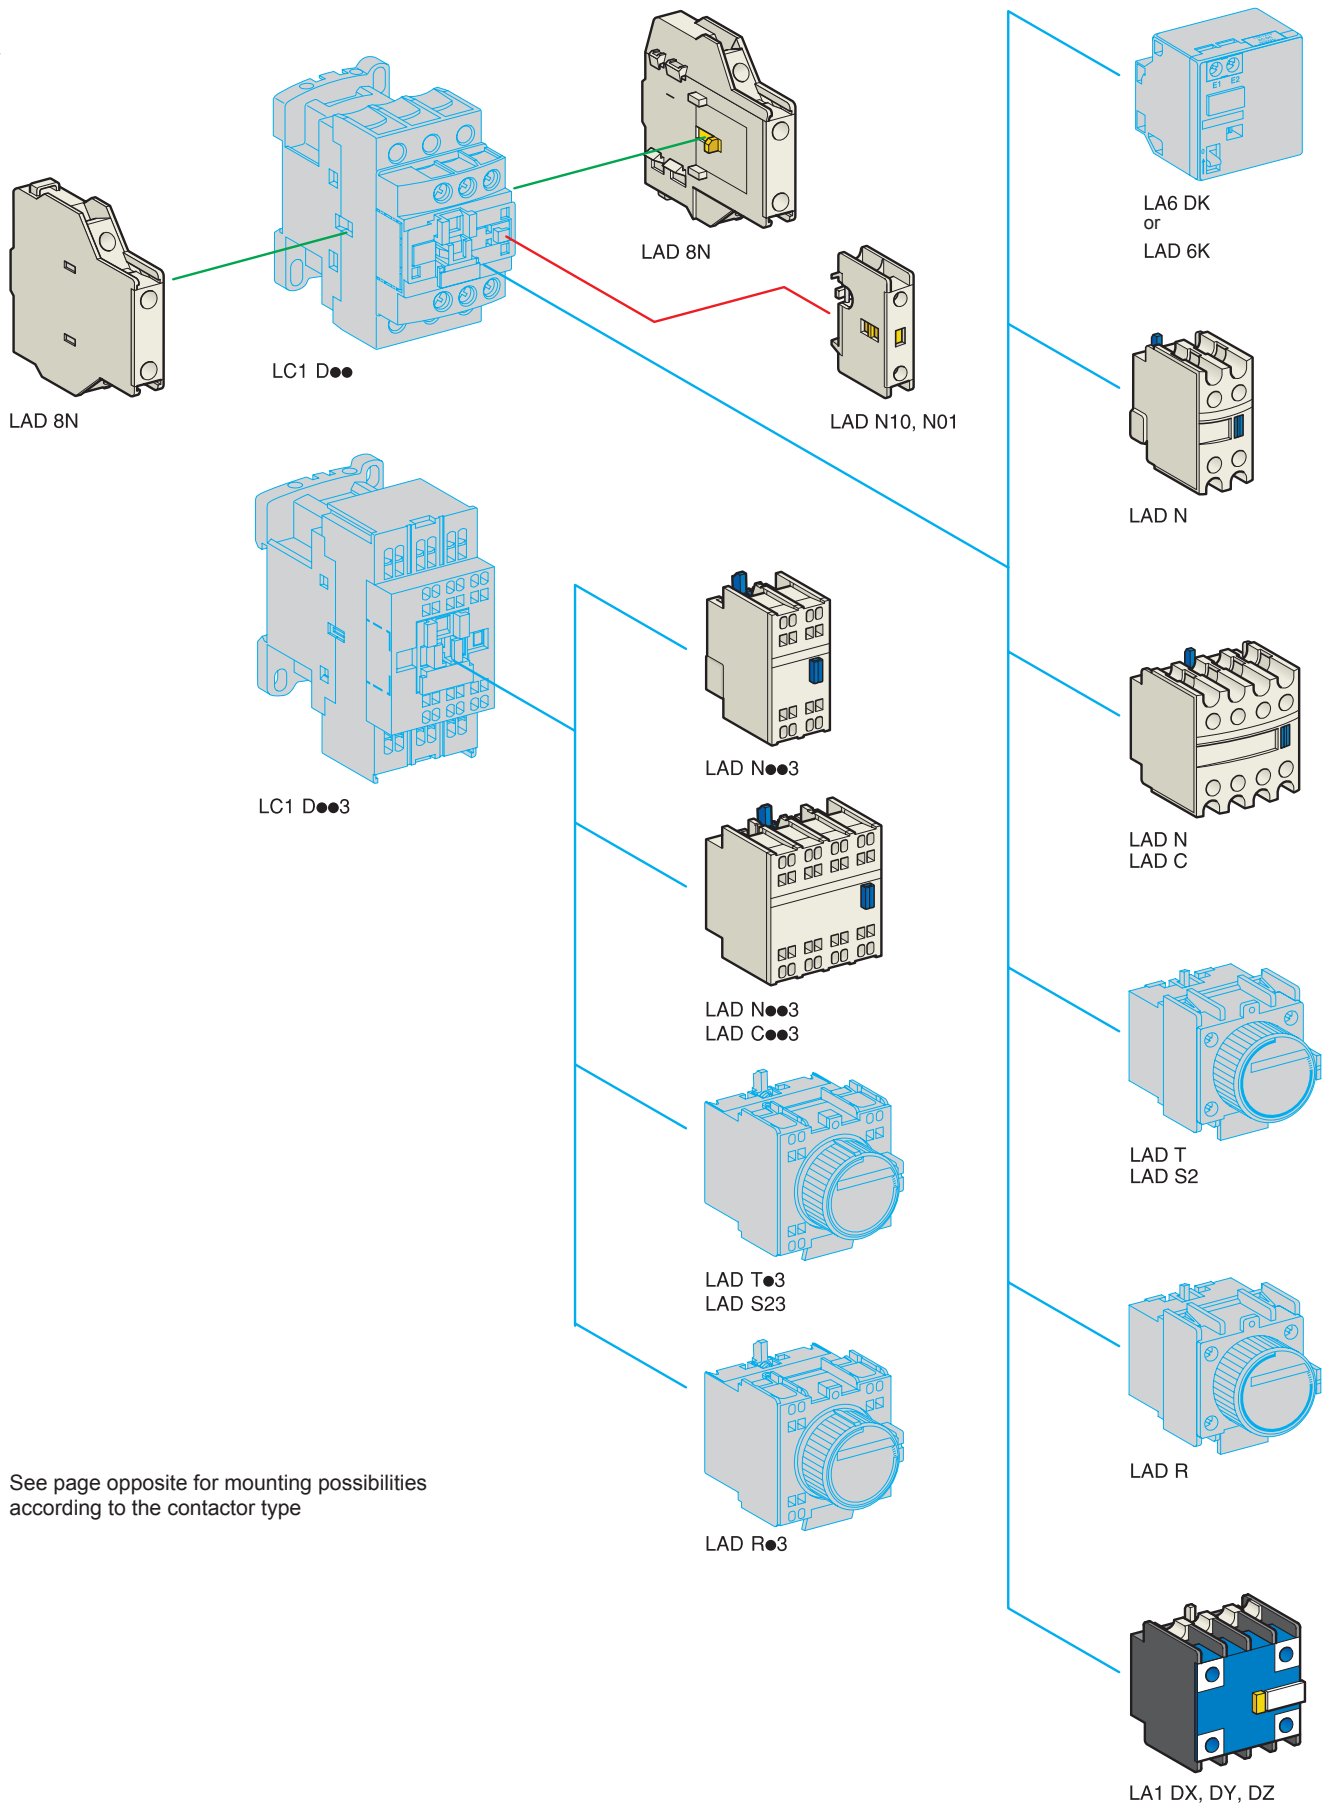 E1 E2
LA6 DK
or
LAD 6K
LAD 8N
LC1 D●●
LAD 8N
LAD N10, N01
LAD N
LAD N●●3
LC1 D●●3
LAD N
LAD C
LAD N●●3
LAD C●●3
LAD T
LAD S2
LAD T●3
LAD S23
LAD R
See page opposite for mounting possibilities
according to the contactor type
LAD R●3
LA1 DX, DY, DZ